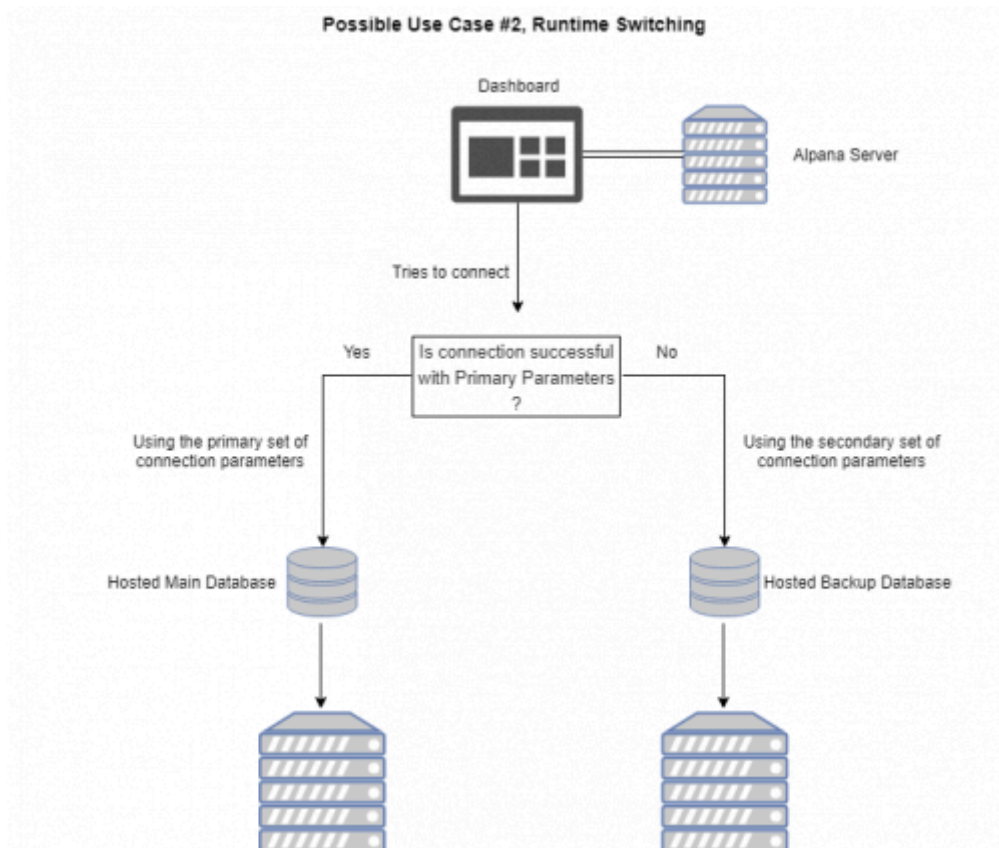 Possible Use Case #2, Runtime Switching
Dashboard
Alpana Server
Tries to connect
Yes
Is connection successful
with Primary Parameters
?
No
Using the primary set of
connection parameters
Using the secondary set of
connection parameters
Hosted Main Database
Hosted Backup Database